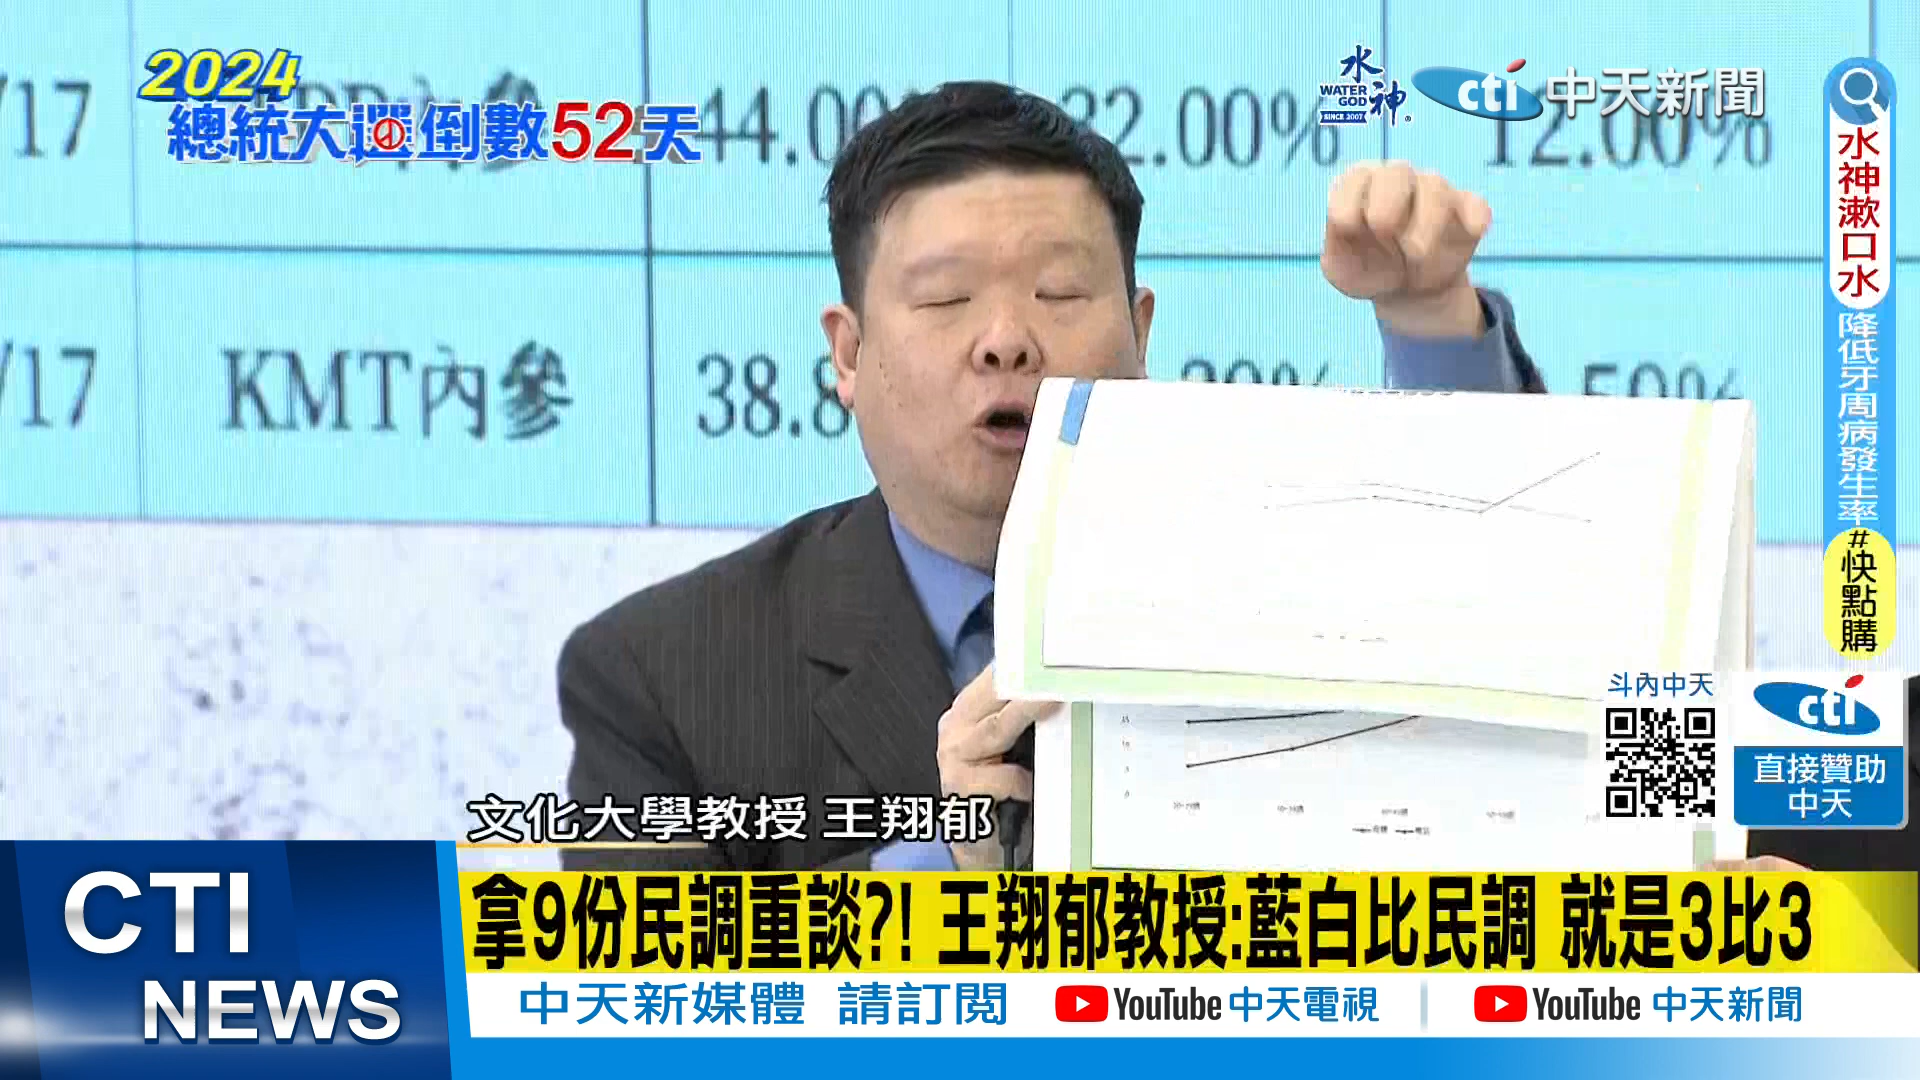 2024
總統大選倒數52天
/17
內參
44.00
32.00%
12.00%
水神
WATER GOD
SINCE 2007
cti 中天新聞
/17
KMT內參
38.8
水神漱口水
降低牙周病發生率
#快點購
斗內中天
cti
直接贊助
中天
文化大學教授 王翔郁
CTI NEWS
拿9份民調重談?! 王翔郁教授:藍白比民調 就是3比3
中天新媒體 請訂閱 YouTube 中天電視 YouTube 中天新聞